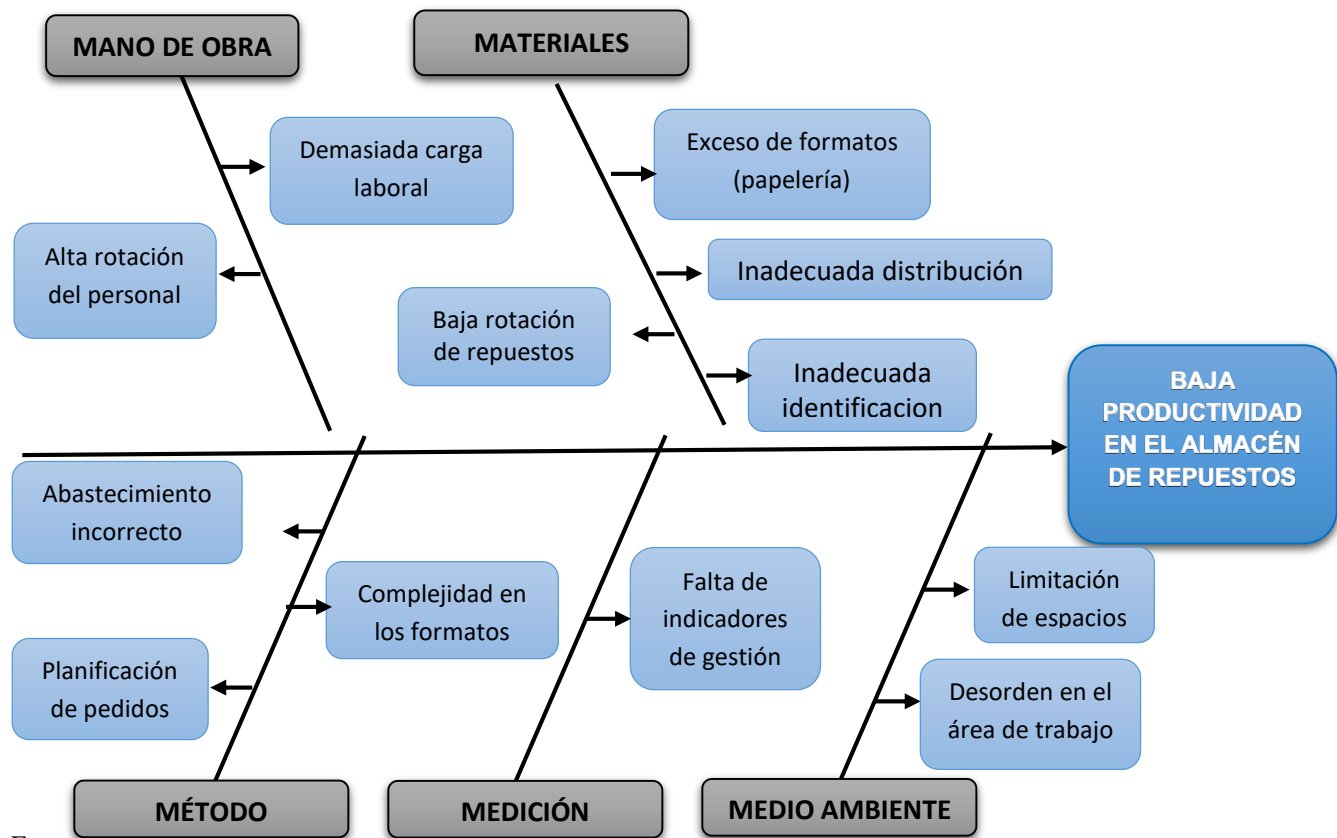 MANO DE OBRA
MATERIALES
Demasiada carga
laboral
Exceso de formatos
(papelería)
Alta rotación
del personal
Inadecuada distribución
Baja rotación
de repuestos
Inadecuada
identificacion
BAJA
PRODUCTIVIDAD
EN EL ALMACÉN
DE REPUESTOS
Abastecimiento
incorrecto
Complejidad en
los formatos
Falta de
indicadores
de gestión
Limitación
de espacios
Planificación
de pedidos
Desorden en el
área de trabajo
MÉTODO
MEDICIÓN
MEDIO AMBIENTE